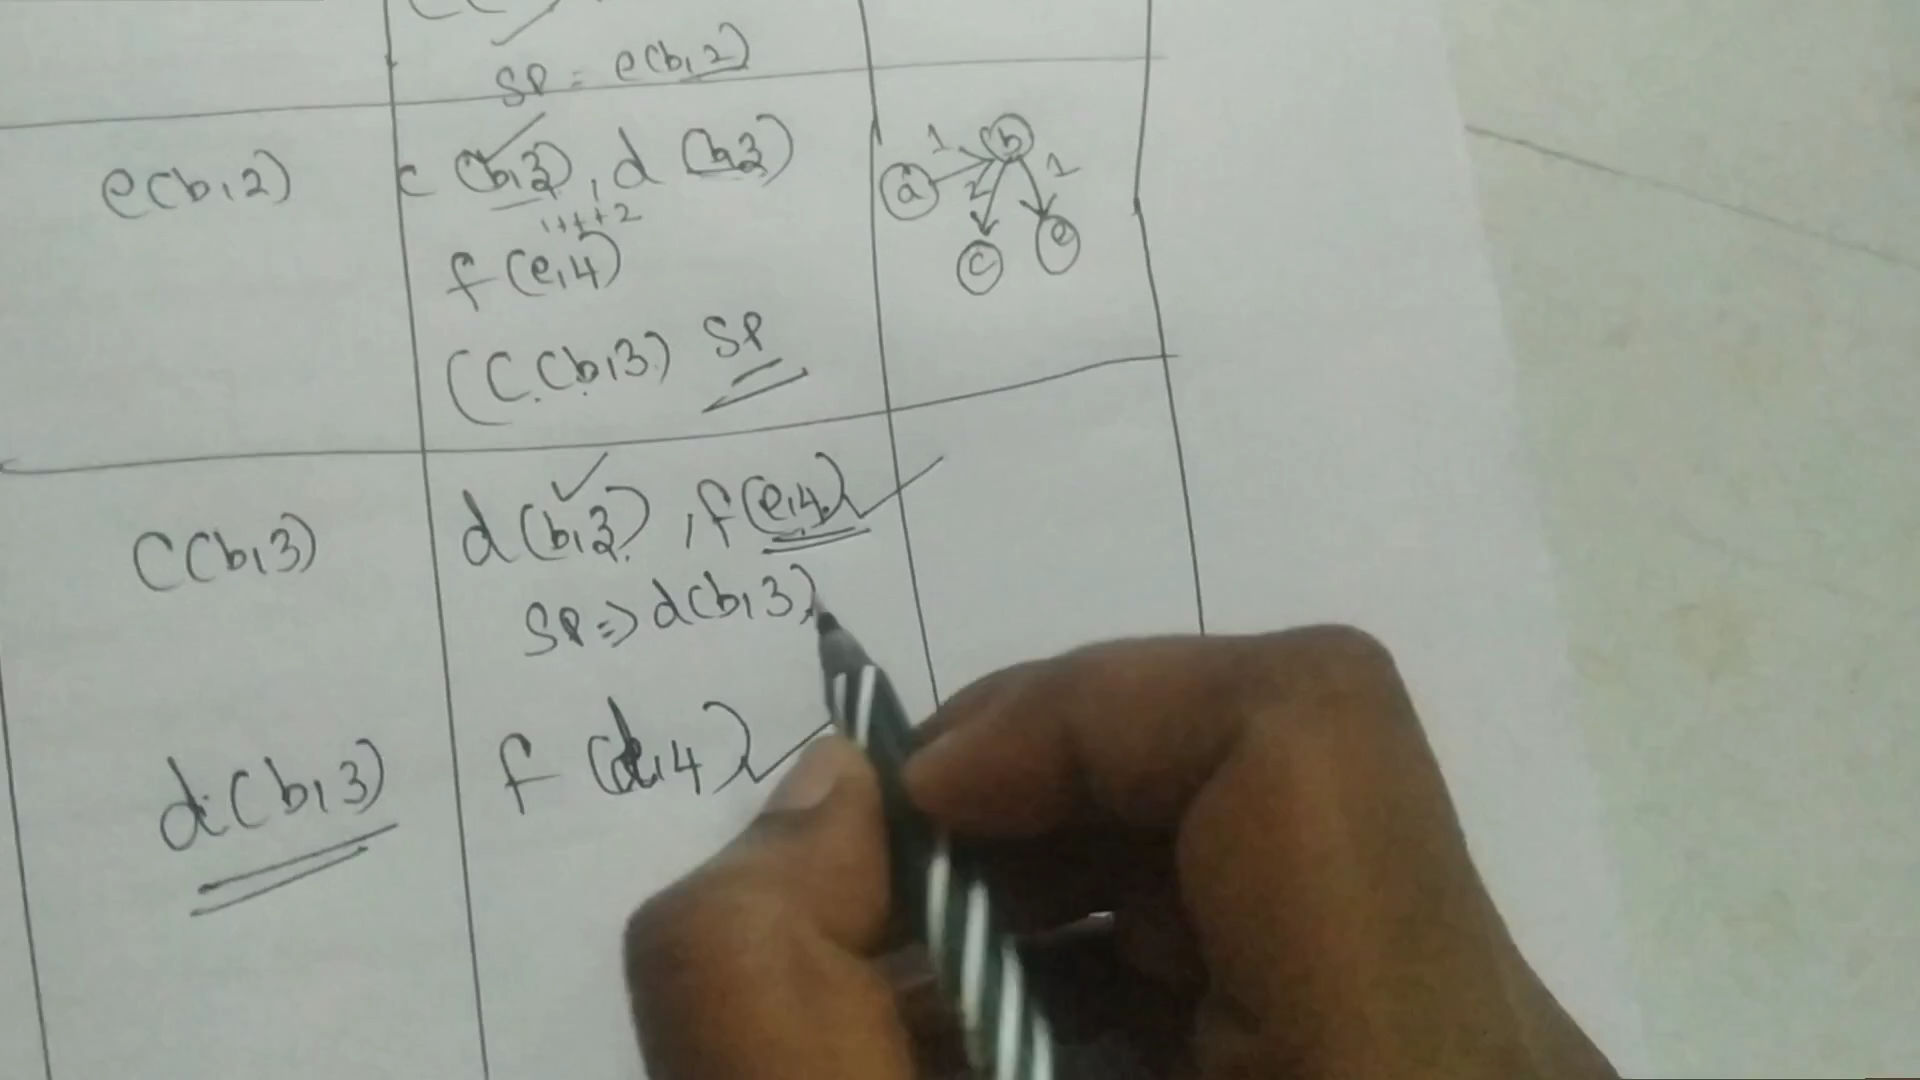 SP = e(b,2)
e(b,2)
c (b,3), d (b,3)
1+1+2
f (e,4)
(C (b,3) SP
a 1 b 2 1 c e
C(b,3)
d (b,3), f(e,4)
SP => d(b,3)
d(b,3)
f (d,4)